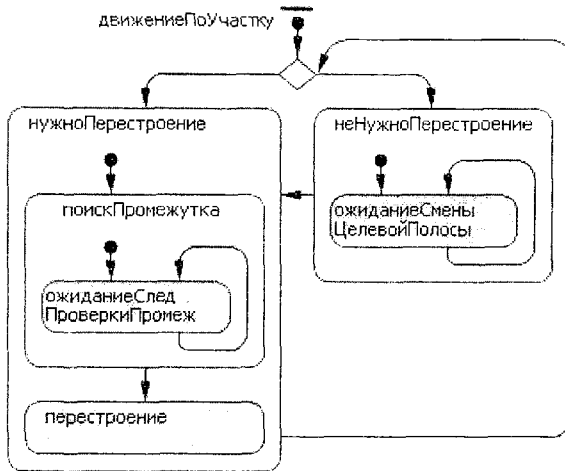 движениеПоУчастку
нужноПерестроение
неНужноПерестроение
поискПромежутка
ожиданиеСмены
ЦелевойПолосы
ожиданиеСлед
ПроверкиПромеж
перестроение